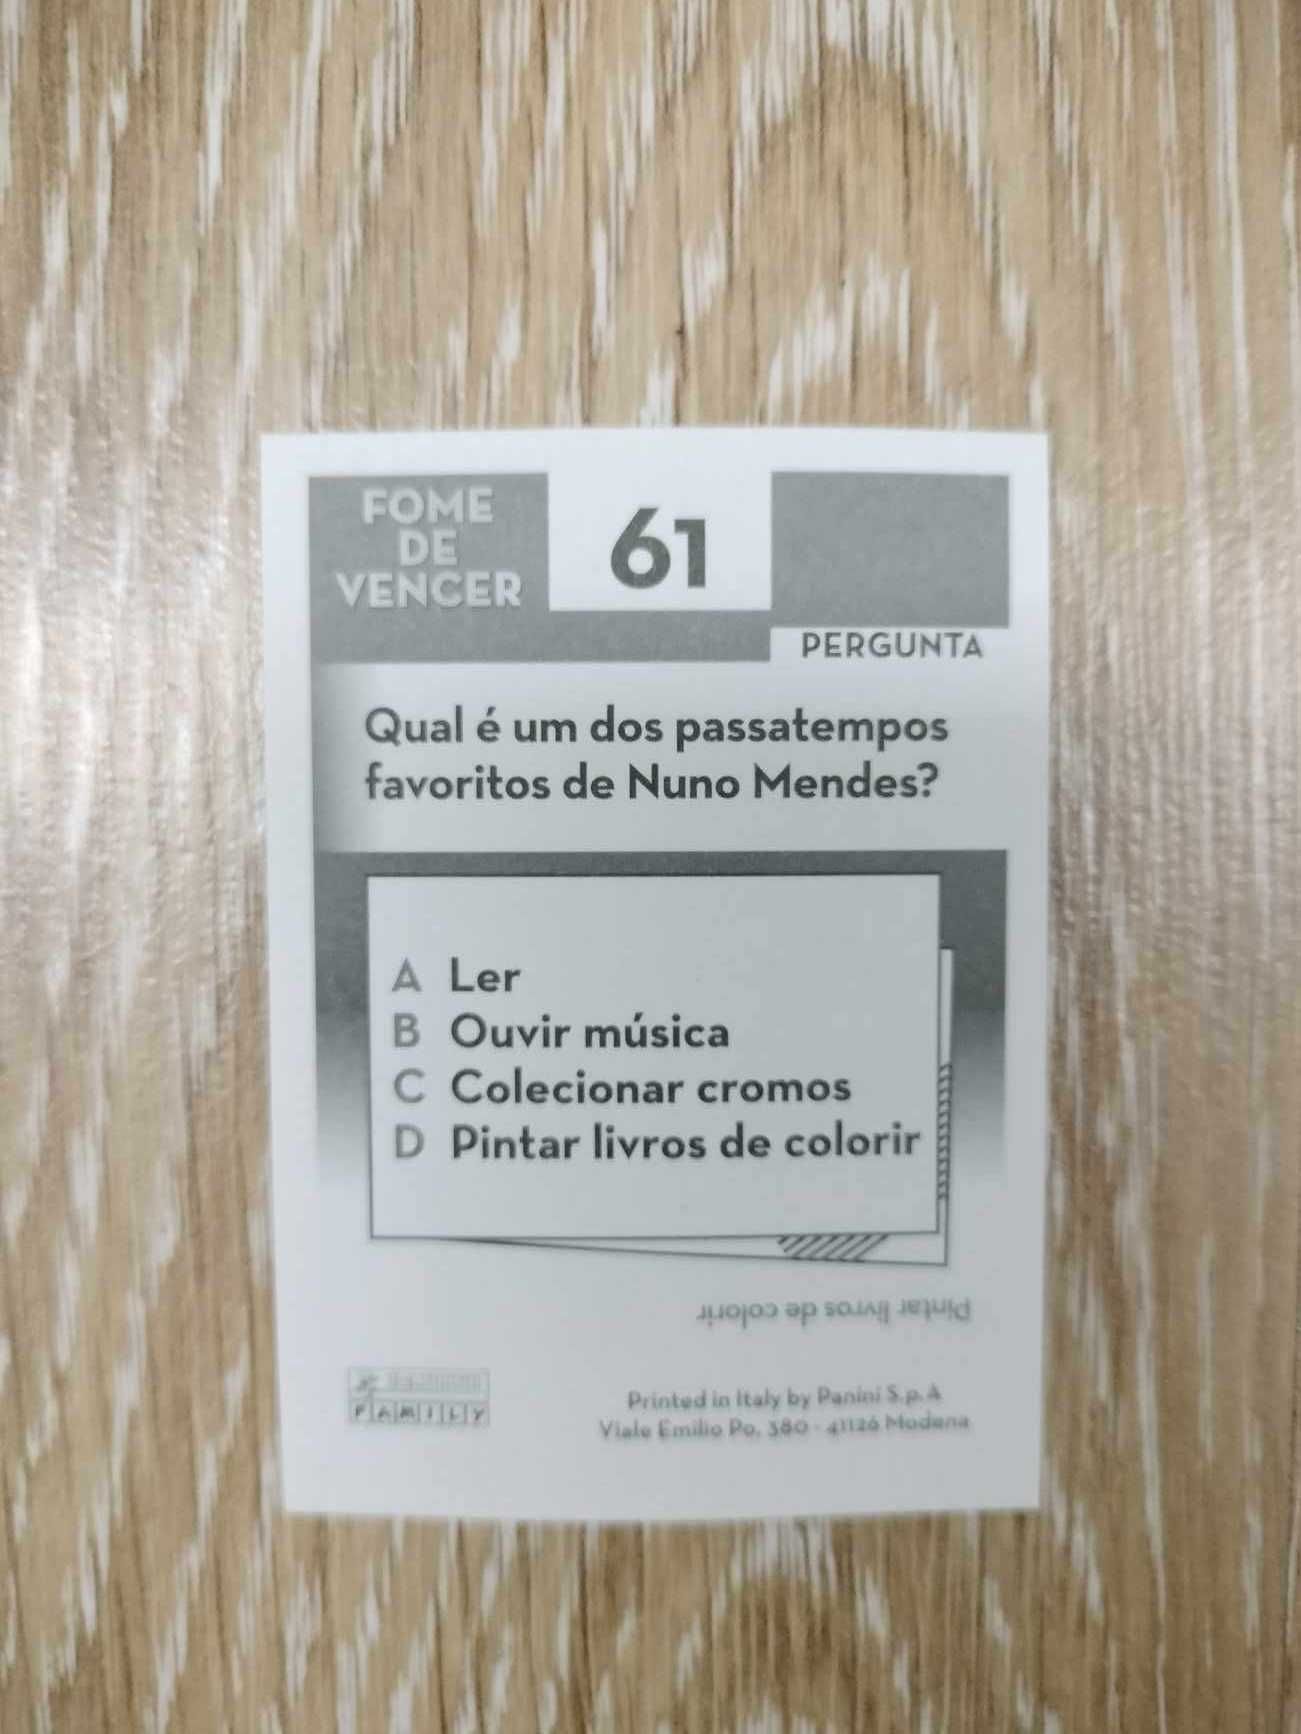 FOME
DE
VENCER
61
PERGUNTA
Qual é um dos passatempos
favoritos de Nuno Mendes?
A Ler
B Ouvir música
C Colecionar cromos
D Pintar livros de colorir
Pintar livros de colorir
FAMILY
Printed in Italy by Panini S.p.A
Viale Emilio Po, 380 - 41126 Modena